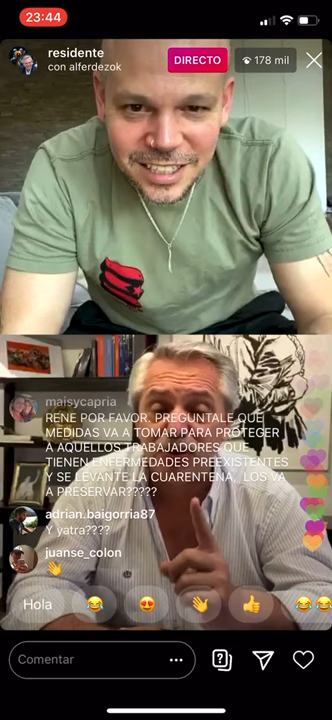 23:44
residente
con alferdezok
DIRECTO
178 mil
maisycapria
RENE POR FAVOR. PREGUNTALE QUE
MEDIDAS VA A TOMAR PARA PROTEGER
A AQUELLOS TRABAJADORES QUE
TIENEN ENFERMEDADES PREEXISTENTES
Y SE LEVANTE LA CUARENTENA, LOS VA
A PRESERVAR?????
adrian.baigorria87
Y yatra????
juanse_colon
👋
Hola 😂 😍 👋 👍 😂😂
Comentar